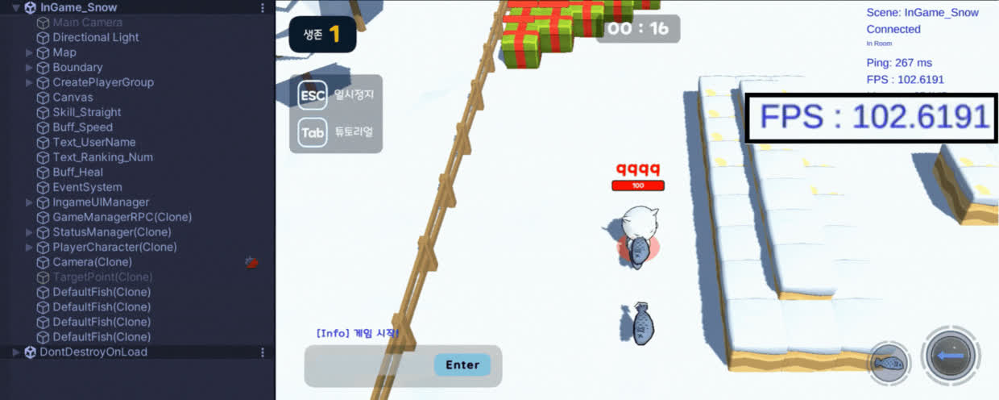 InGame_Snow
Main Camera
Directional Light
Map
Boundary
CreatePlayerGroup
Canvas
Skill_Straight
Buff_Speed
Text_UserName
Text_Ranking_Num
Buff_Heal
EventSystem
IngameUIManager
GameManagerRPC(Clone)
StatusManager(Clone)
PlayerCharacter(Clone)
Camera(Clone)
TargetPoint(Clone)
DefaultFish(Clone)
DefaultFish(Clone)
DefaultFish(Clone)
DefaultFish(Clone)
DontDestroyOnLoad
생존 1
ESC 일시정지
Tab 튜토리얼
00 : 16
Scene: InGame_Snow
Connected
In Room
Ping: 267 ms
FPS : 102.6191
FPS : 102.6191
qqqq
100
[Info] 게임 시작!
Enter